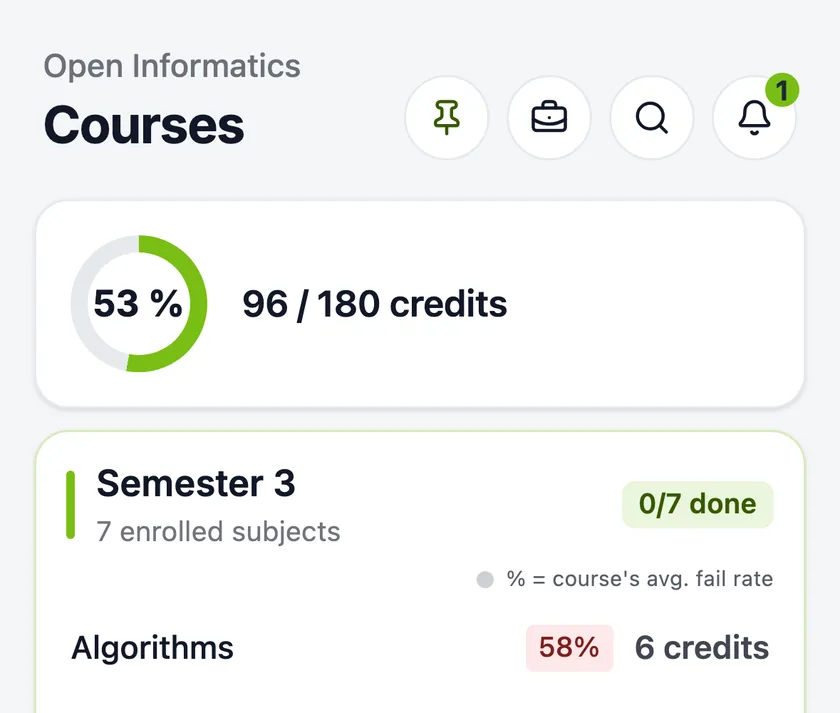 Open Informatics
Courses
1
53 %
96 / 180 credits
Semester 3
0/7 done
7 enrolled subjects
% = course's avg. fail rate
Algorithms
58%
6 credits